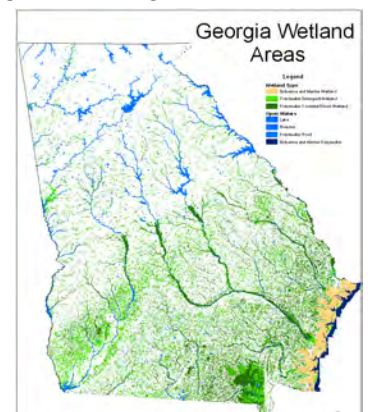 Georgia Wetland
Areas
Legend
Wetland Type
Estuarine and Marine Wetland
Freshwater Emergent Wetland
Freshwater Forested/Shrub Wetland
Open Waters
Lake
Riverine
Freshwater Pond
Estuarine and Marine Deepwater